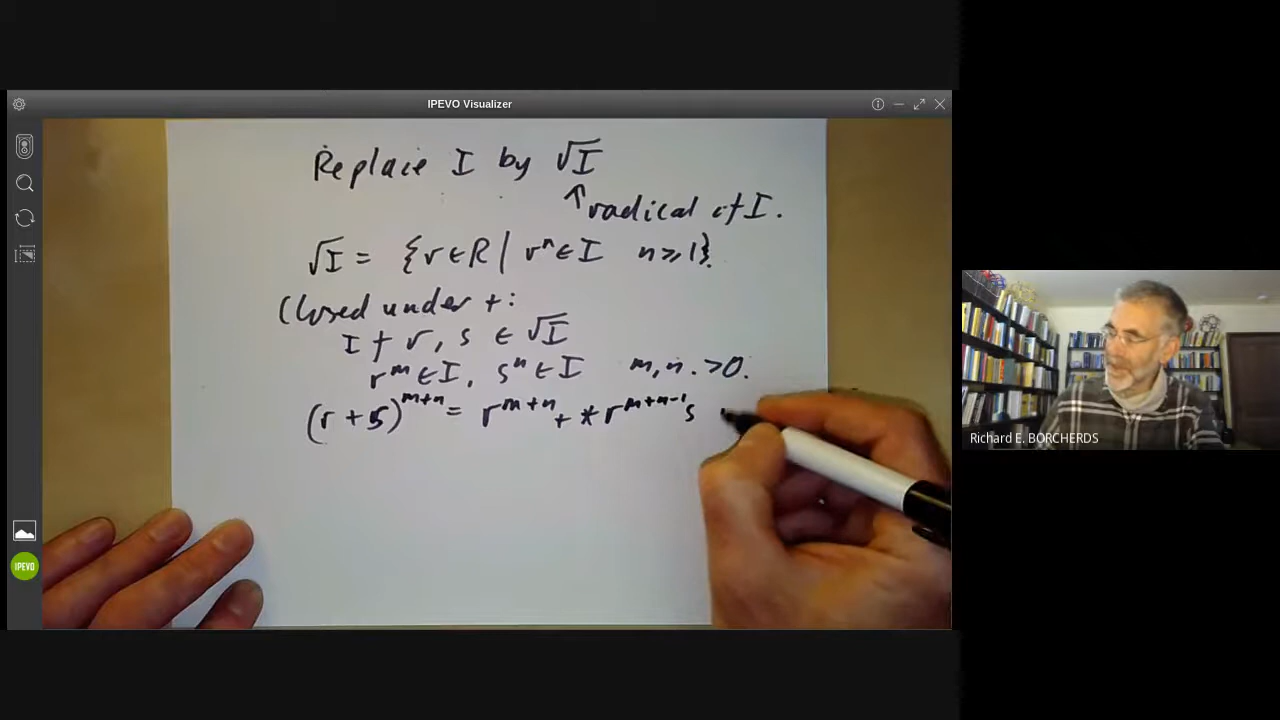 IPEVO Visualizer
Replace I by √I
↑ radical of I.
√I = {r ∈ R | rⁿ ∈ I n ≥ 1}.
Closed under +:
If r, s ∈ √I
rᵐ ∈ I, sⁿ ∈ I m, n > 0.
(r + s)ᵐ⁺ⁿ = rᵐ⁺ⁿ + * rᵐ⁺ⁿ⁻¹s
IPEVO
Richard E. BORCHERDS